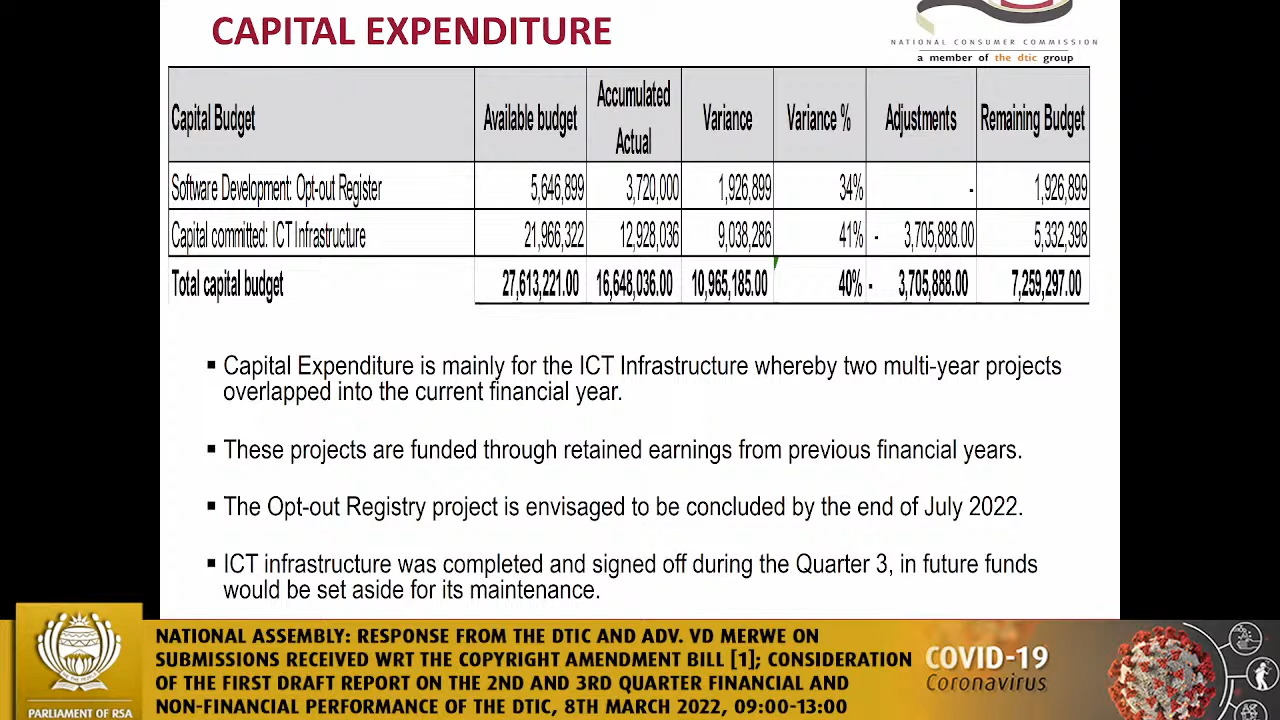 CAPITAL EXPENDITURE
NATIONAL CONSUMER COMMISSION
a member of the dtic group
Capital Budget Available budget Accumulated Actual Variance Variance % Adjustments Remaining Budget
Software Development: Opt-out Register 5,646,899 3,720,000 1,926,899 34% - 1,926,899
Capital committed: ICT Infrastructure 21,966,322 12,928,036 9,038,286 41% - 3,705,888.00 5,332,398
Total capital budget 27,613,221.00 16,648,036.00 10,965,185.00 40% - 3,705,888.00 7,259,297.00
▪ Capital Expenditure is mainly for the ICT Infrastructure whereby two multi-year projects
overlapped into the current financial year.
▪ These projects are funded through retained earnings from previous financial years.
▪ The Opt-out Registry project is envisaged to be concluded by the end of July 2022.
▪ ICT infrastructure was completed and signed off during the Quarter 3, in future funds
would be set aside for its maintenance.
PARLIAMENT OF RSA
NATIONAL ASSEMBLY: RESPONSE FROM THE DTIC AND ADV. VD MERWE ON
SUBMISSIONS RECEIVED WRT THE COPYRIGHT AMENDMENT BILL [1]; CONSIDERATION
OF THE FIRST DRAFT REPORT ON THE 2ND AND 3RD QUARTER FINANCIAL AND
NON-FINANCIAL PERFORMANCE OF THE DTIC, 8TH MARCH 2022, 09:00-13:00
COVID-19
Coronavirus